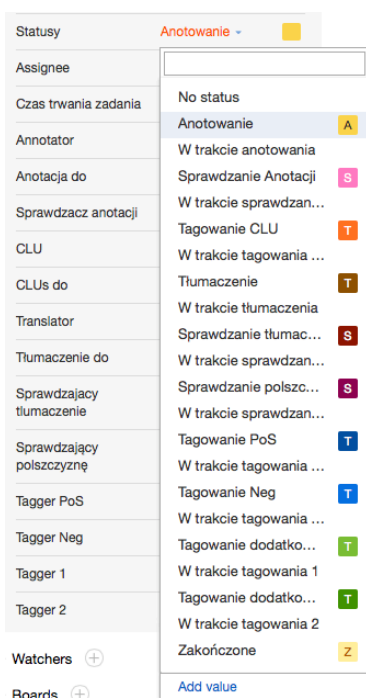 Statusy
Anotowanie
Assignee
Czas trwania zadania
Annotator
Anotacja do
Sprawdzacz anotacji
CLU
CLUs do
Translator
Tłumaczenie do
Sprawdzajacy
tłumaczenie
Sprawdzający
polszczyznę
Tagger PoS
Tagger Neg
Tagger 1
Tagger 2
Watchers
Boards
No status
Anotowanie A
W trakcie anotowania
Sprawdzanie Anotacji S
W trakcie sprawdzan...
Tagowanie CLU T
W trakcie tagowania ...
Tłumaczenie T
W trakcie tłumaczenia
Sprawdzanie tłumac... S
W trakcie sprawdzan...
Sprawdzanie polszc... S
W trakcie sprawdzan...
Tagowanie PoS T
W trakcie tagowania ...
Tagowanie Neg T
W trakcie tagowania ...
Tagowanie dodatko... T
W trakcie tagowania 1
Tagowanie dodatko... T
W trakcie tagowania 2
Zakończone Z
Add value